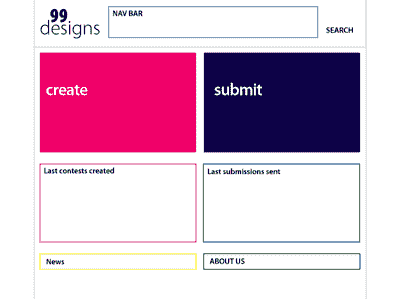 99
designs
NAV BAR
SEARCH
create
submit
Last contests created
Last submissions sent
News
ABOUT US